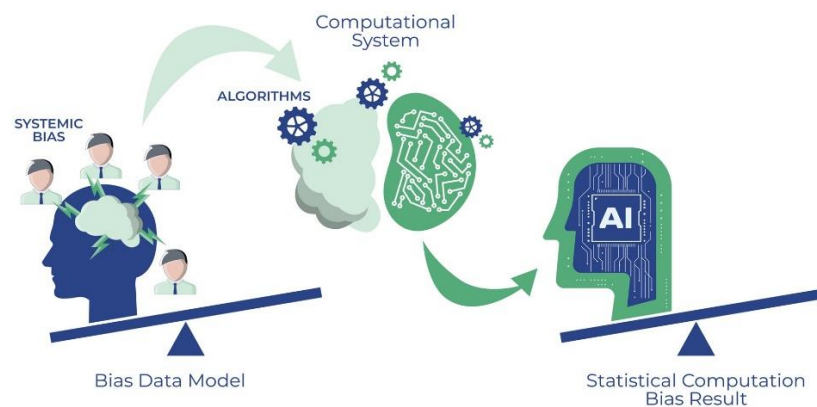 Computational
System
ALGORITHMS
SYSTEMIC
BIAS
AI
Bias Data Model
Statistical Computation
Bias Result